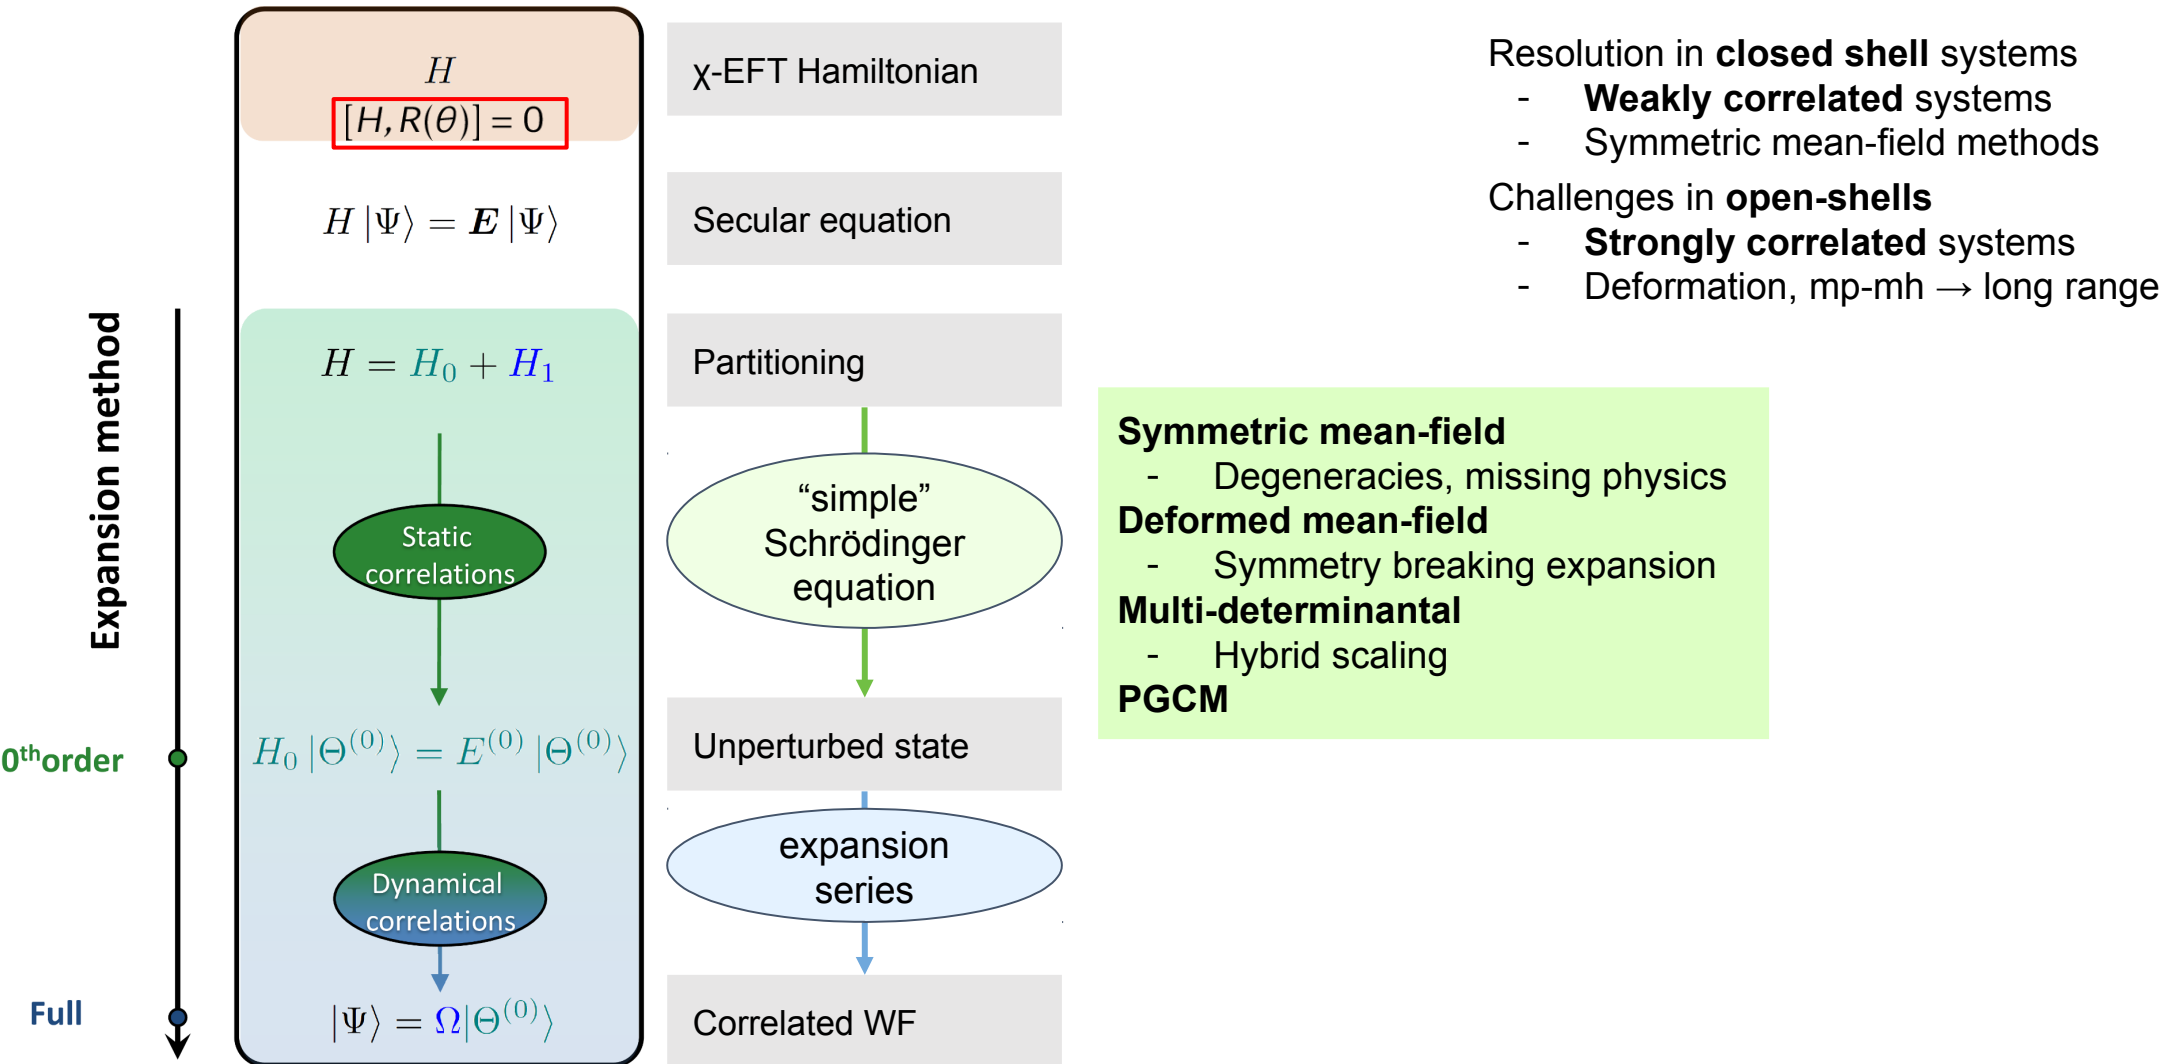 H
[H, R(θ)] = 0
χ-EFT Hamiltonian
H |Ψ⟩ = E |Ψ⟩
Secular equation
Expansion method
H = H₀ + H₁
Partitioning
Static
correlations
“simple”
Schrödinger
equation
0ᵗʰorder
H₀ |Θ⁽⁰⁾⟩ = E⁽⁰⁾ |Θ⁽⁰⁾⟩
Unperturbed state
Dynamical
correlations
expansion
series
Full
|Ψ⟩ = Ω|Θ⁽⁰⁾⟩
Correlated WF
Resolution in closed shell systems
- Weakly correlated systems
- Symmetric mean-field methods
Challenges in open-shells
- Strongly correlated systems
- Deformation, mp-mh → long range
Symmetric mean-field
- Degeneracies, missing physics
Deformed mean-field
- Symmetry breaking expansion
Multi-determinantal
- Hybrid scaling
PGCM